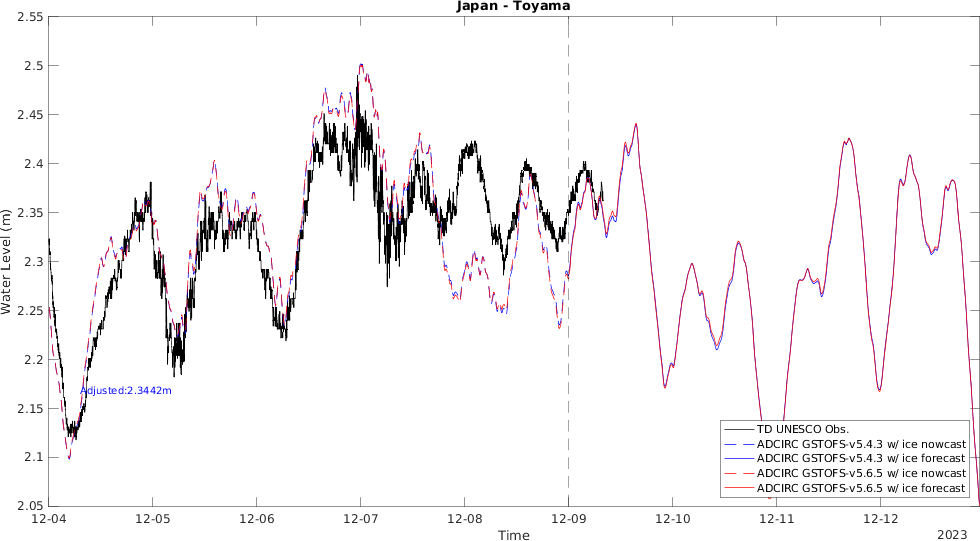 Japan - Toyama
2.55
2.5
2.45
2.4
2.35
2.3
2.25
2.2
2.15
2.1
2.05
Water Level (m)
Adjusted:2.3442m
TD UNESCO Obs.
ADCIRC GSTOFS-v5.4.3 w/ ice nowcast
ADCIRC GSTOFS-v5.4.3 w/ ice forecast
ADCIRC GSTOFS-v5.6.5 w/ ice nowcast
ADCIRC GSTOFS-v5.6.5 w/ ice forecast
12-04 12-05 12-06 12-07 12-08 12-09 12-10 12-11 12-12
Time
2023